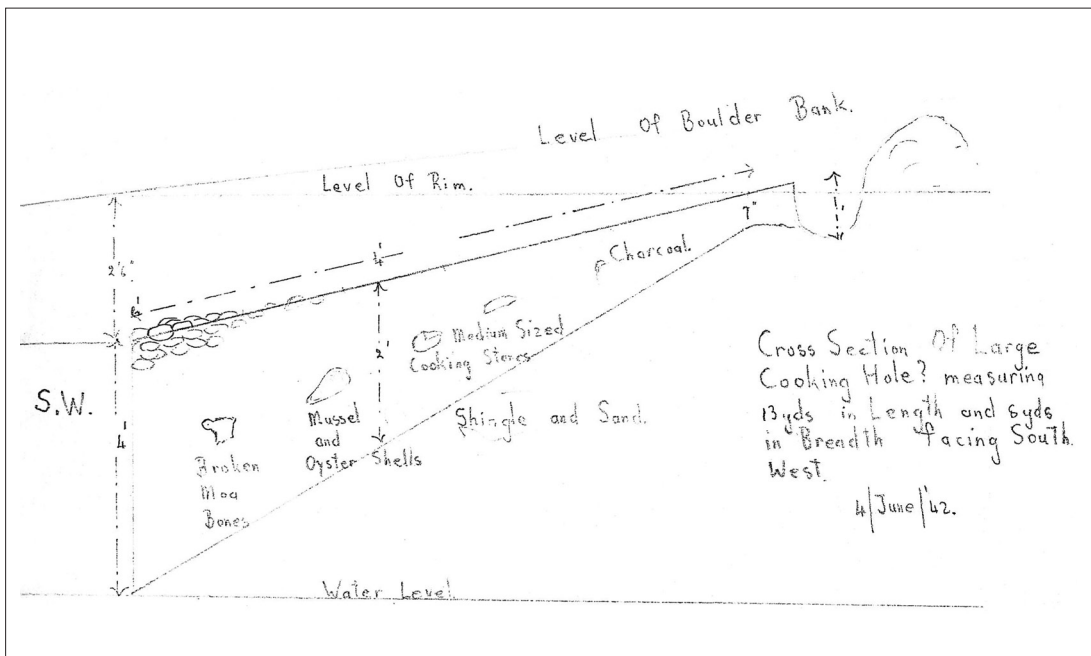 Level Of Boulder Bank.
Level Of Rim.
7"
1'
4'
Charcoal.
2'6"
Medium Sized
Cooking Stones
2'
Cross Section Of Large
Cooking Hole? measuring
13yds in Length and 6yds
in Breadth facing South.
West.
4/June/'42.
S.W.
4'
Mussel
and
Oyster Shells
Shingle and Sand.
Broken
Moa
Bones
Water Level